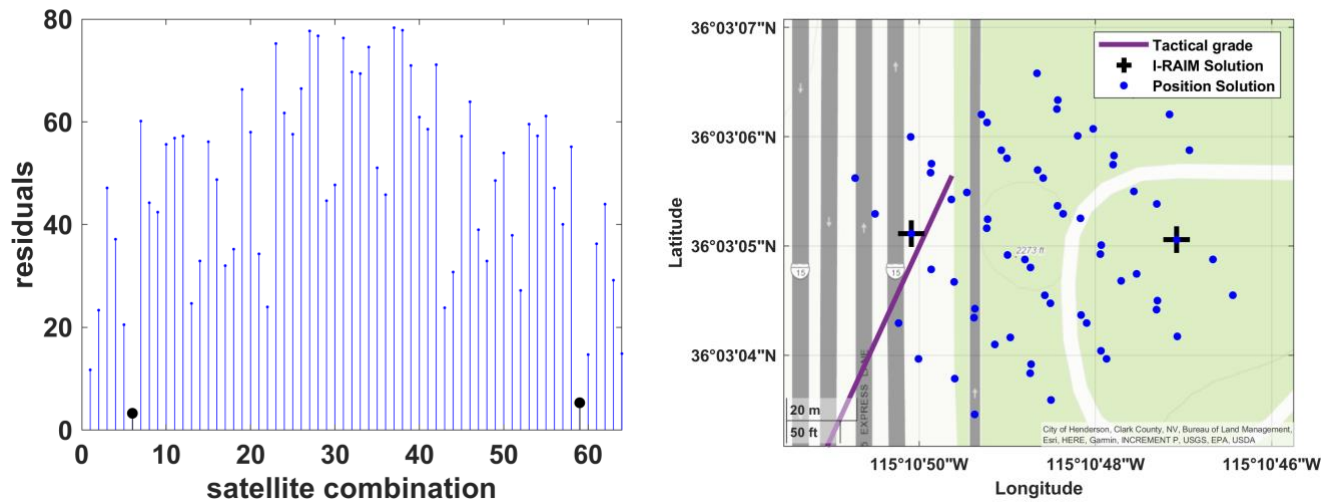 80
60
40
20
0
residuals
0
10
20
30
40
50
60
satellite combination
36°03'07"N
36°03'06"N
36°03'05"N
36°03'04"N
Latitude
Tactical grade
I-RAIM Solution
Position Solution
2273 ft
15
15
EXPRESS
20 m
50 ft
City of Henderson, Clark County, NV, Bureau of Land Management,
Esri, HERE, Garmin, INCREMENT P, USGS, EPA, USDA
115°10'50"W
115°10'48"W
115°10'46"W
Longitude